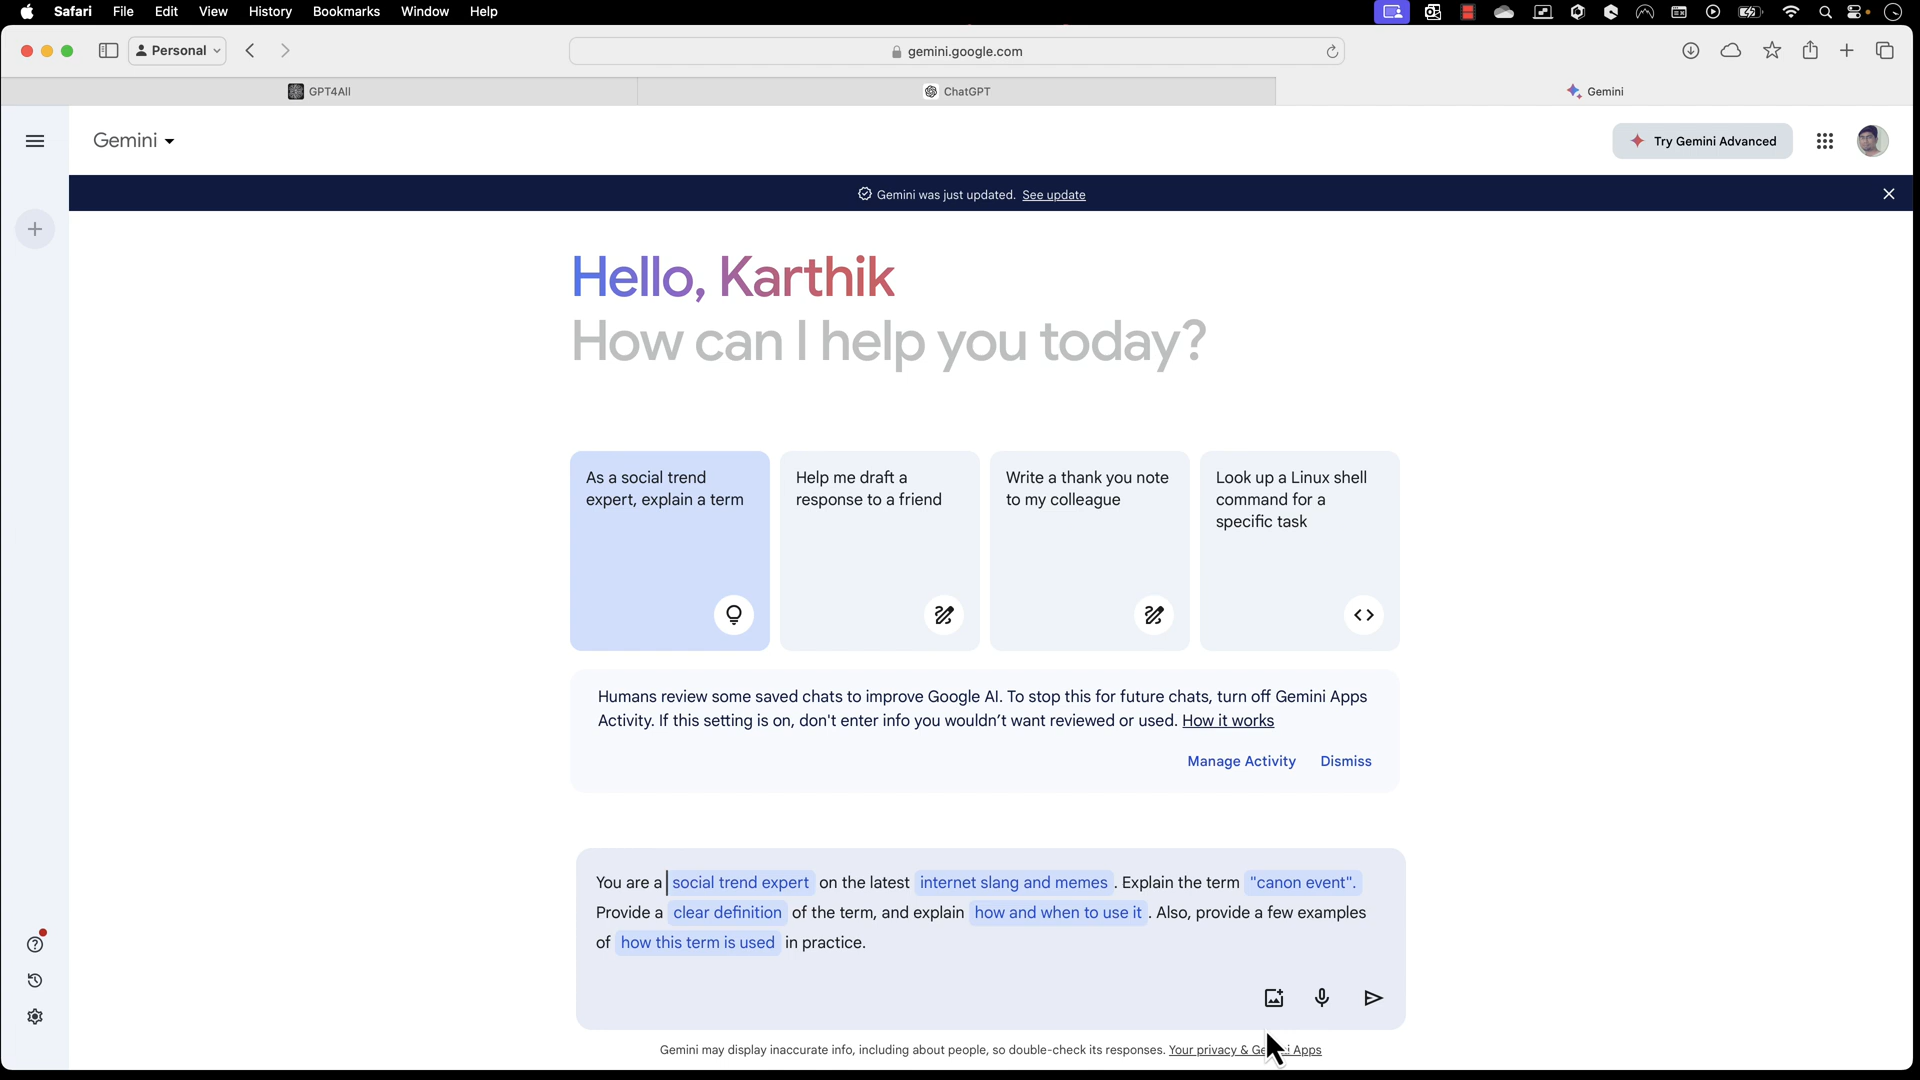 Safari File Edit View History Bookmarks Window Help
Personal
gemini.google.com
GPT4All
ChatGPT
Gemini
Gemini
Try Gemini Advanced
Gemini was just updated. See update
Hello, Karthik
How can I help you today?
As a social trend
expert, explain a term
Help me draft a
response to a friend
Write a thank you note
to my colleague
Look up a Linux shell
command for a
specific task
Humans review some saved chats to improve Google AI. To stop this for future chats, turn off Gemini Apps
Activity. If this setting is on, don't enter info you wouldn’t want reviewed or used. How it works
Manage Activity Dismiss
You are a social trend expert on the latest internet slang and memes . Explain the term "canon event".
Provide a clear definition of the term, and explain how and when to use it . Also, provide a few examples
of how this term is used in practice.
Gemini may display inaccurate info, including about people, so double-check its responses. Your privacy & Apps